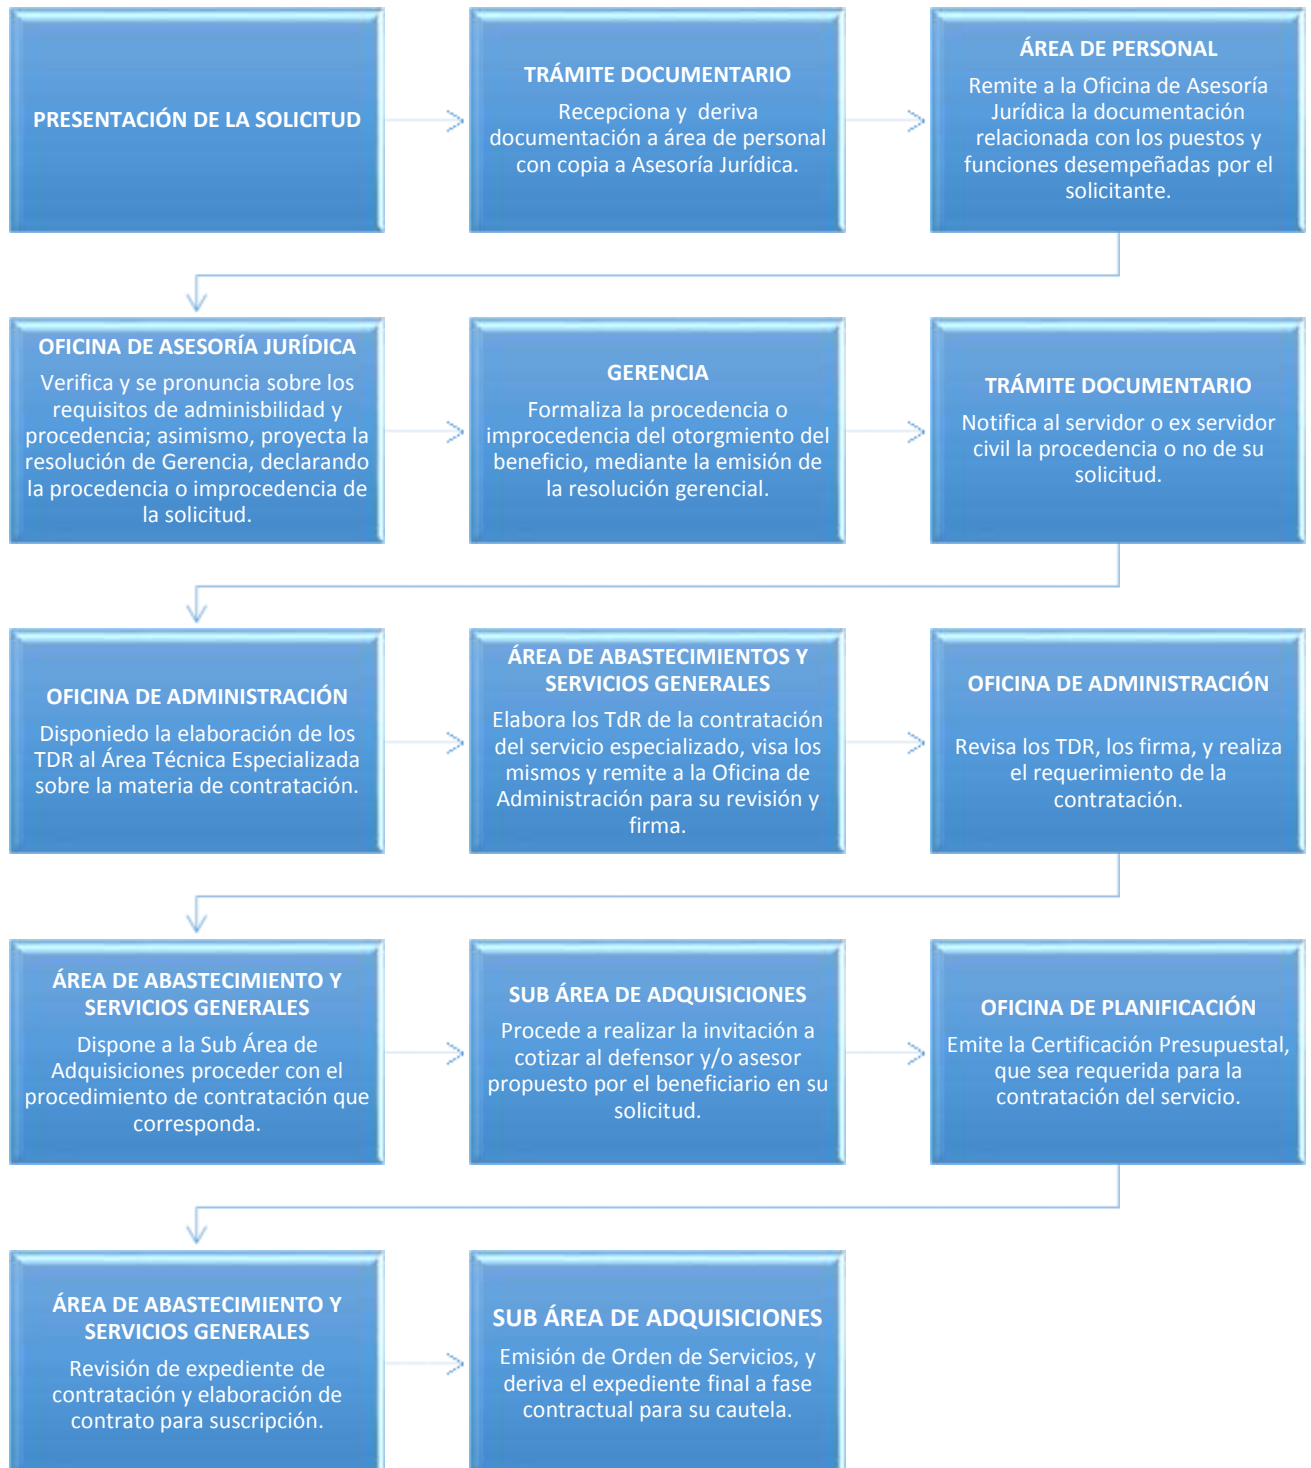 PRESENTACIÓN DE LA SOLICITUD
TRÁMITE DOCUMENTARIO
Recepciona y deriva
documentación a área de personal
con copia a Asesoría Jurídica.
ÁREA DE PERSONAL
Remite a la Oficina de Asesoría
Jurídica la documentación
relacionada con los puestos y
funciones desempeñadas por el
solicitante.
OFICINA DE ASESORÍA JURÍDICA
Verifica y se pronuncia sobre los
requisitos de adminisbilidad y
procedencia; asimismo, proyecta la
resolución de Gerencia, declarando
la procedencia o improcedencia de
la solicitud.
GERENCIA
Formaliza la procedencia o
improcedencia del otorgmiento del
beneficio, mediante la emisión de
la resolución gerencial.
TRÁMITE DOCUMENTARIO
Notifica al servidor o ex servidor
civil la procedencia o no de su
solicitud.
OFICINA DE ADMINISTRACIÓN
Disponiedo la elaboración de los
TDR al Área Técnica Especializada
sobre la materia de contratación.
ÁREA DE ABASTECIMIENTOS Y
SERVICIOS GENERALES
Elabora los TdR de la contratación
del servicio especializado, visa los
mismos y remite a la Oficina de
Administración para su revisión y
firma.
OFICINA DE ADMINISTRACIÓN
Revisa los TDR, los firma, y realiza
el requerimiento de la
contratación.
ÁREA DE ABASTECIMIENTO Y
SERVICIOS GENERALES
Dispone a la Sub Área de
Adquisiciones proceder con el
procedimiento de contratación que
corresponda.
SUB ÁREA DE ADQUISICIONES
Procede a realizar la invitación a
cotizar al defensor y/o asesor
propuesto por el beneficiario en su
solicitud.
OFICINA DE PLANIFICACIÓN
Emite la Certificación Presupuestal,
que sea requerida para la
contratación del servicio.
ÁREA DE ABASTECIMIENTO Y
SERVICIOS GENERALES
Revisión de expediente de
contratación y elaboración de
contrato para suscripción.
SUB ÁREA DE ADQUISICIONES
Emisión de Orden de Servicios, y
deriva el expediente final a fase
contractual para su cautela.